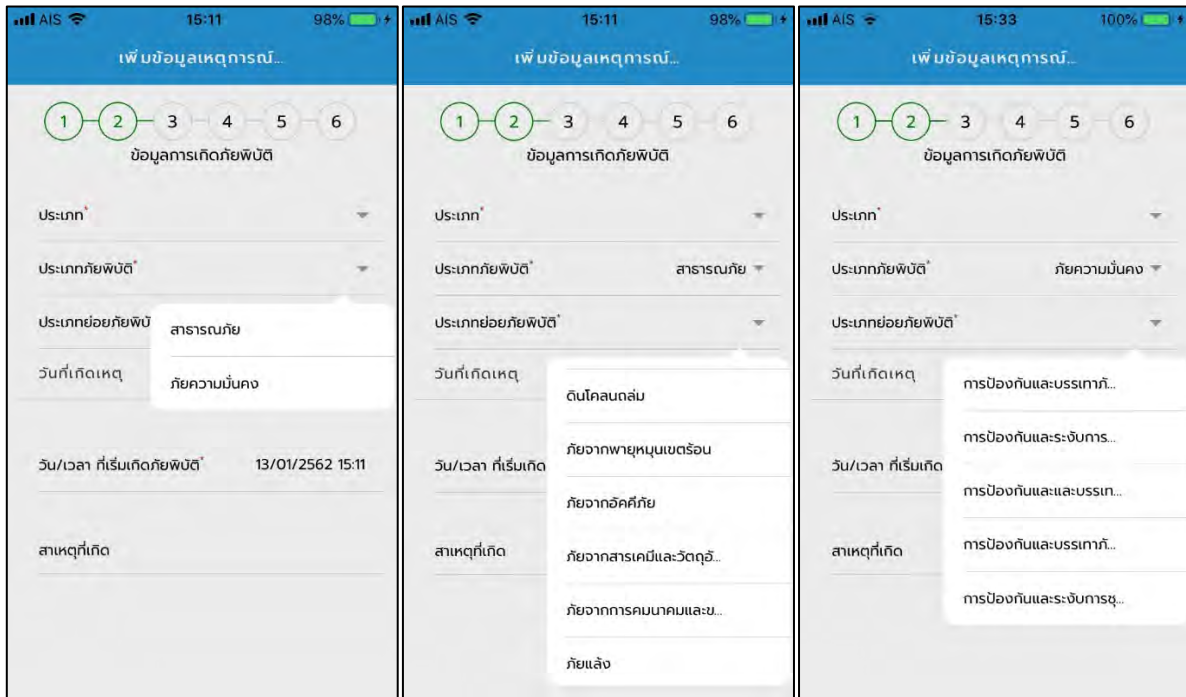 AIS 15:11 98%
เพิ่มข้อมูลเหตุการณ์...
1 2 3 4 5 6
ข้อมูลการเกิดภัยพิบัติ
ประเภท*
ประเภทภัยพิบัติ*
ประเภทย่อยภัยพิบั
สาธารณภัย
วันที่เกิดเหตุ
ภัยความมั่นคง
วัน/เวลา ที่เริ่มเกิดภัยพิบัติ* 13/01/2562 15:11
สาเหตุที่เกิด
AIS 15:11 98%
เพิ่มข้อมูลเหตุการณ์...
1 2 3 4 5 6
ข้อมูลการเกิดภัยพิบัติ
ประเภท*
ประเภทภัยพิบัติ* สาธารณภัย
ประเภทย่อยภัยพิบัติ*
วันที่เกิดเหตุ
ดินโคลนถล่ม
ภัยจากพายุหมุนเขตร้อน
วัน/เวลา ที่เริ่มเกิด
ภัยจากอัคคีภัย
สาเหตุที่เกิด
ภัยจากสารเคมีและวัตถุอั...
ภัยจากการคมนาคมและข...
ภัยแล้ง
AIS 15:33 100%
เพิ่มข้อมูลเหตุการณ์...
1 2 3 4 5 6
ข้อมูลการเกิดภัยพิบัติ
ประเภท*
ประเภทภัยพิบัติ* ภัยความมั่นคง
ประเภทย่อยภัยพิบัติ*
วันที่เกิดเหตุ
การป้องกันและบรรเทาภั...
การป้องกันและระงับการ...
วัน/เวลา ที่เริ่มเกิด
การป้องกันและและบรรเท...
สาเหตุที่เกิด
การป้องกันและบรรเทาภั...
การป้องกันและระงับการชุ...